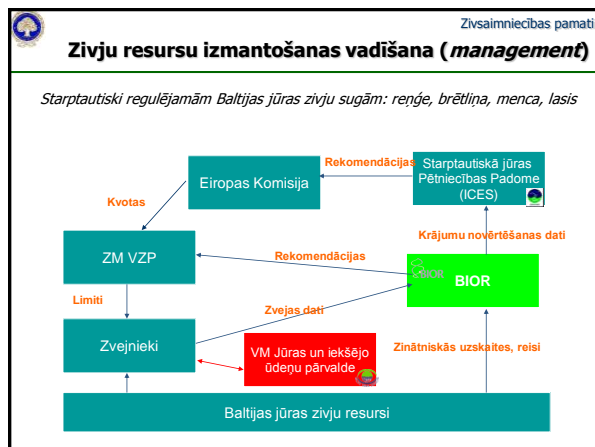 Zivsaimniecības pamati
Zivju resursu izmantošanas vadīšana (management)
Starptautiski regulējamām Baltijas jūras zivju sugām: reņģe, brētliņa, menca, lasis
Rekomendācijas
Starptautiskā jūras
Pētniecības Padome
(ICES)
Eiropas Komisija
Kvotas
Krājumu novērtēšanas dati
ZM VZP
Rekomendācijas
BIOR
BIOR
Limiti
Zvejas dati
Zvejnieki
VM Jūras un iekšējo
ūdeņu pārvalde
Zinātniskās uzskaites, reisi
Baltijas jūras zivju resursi